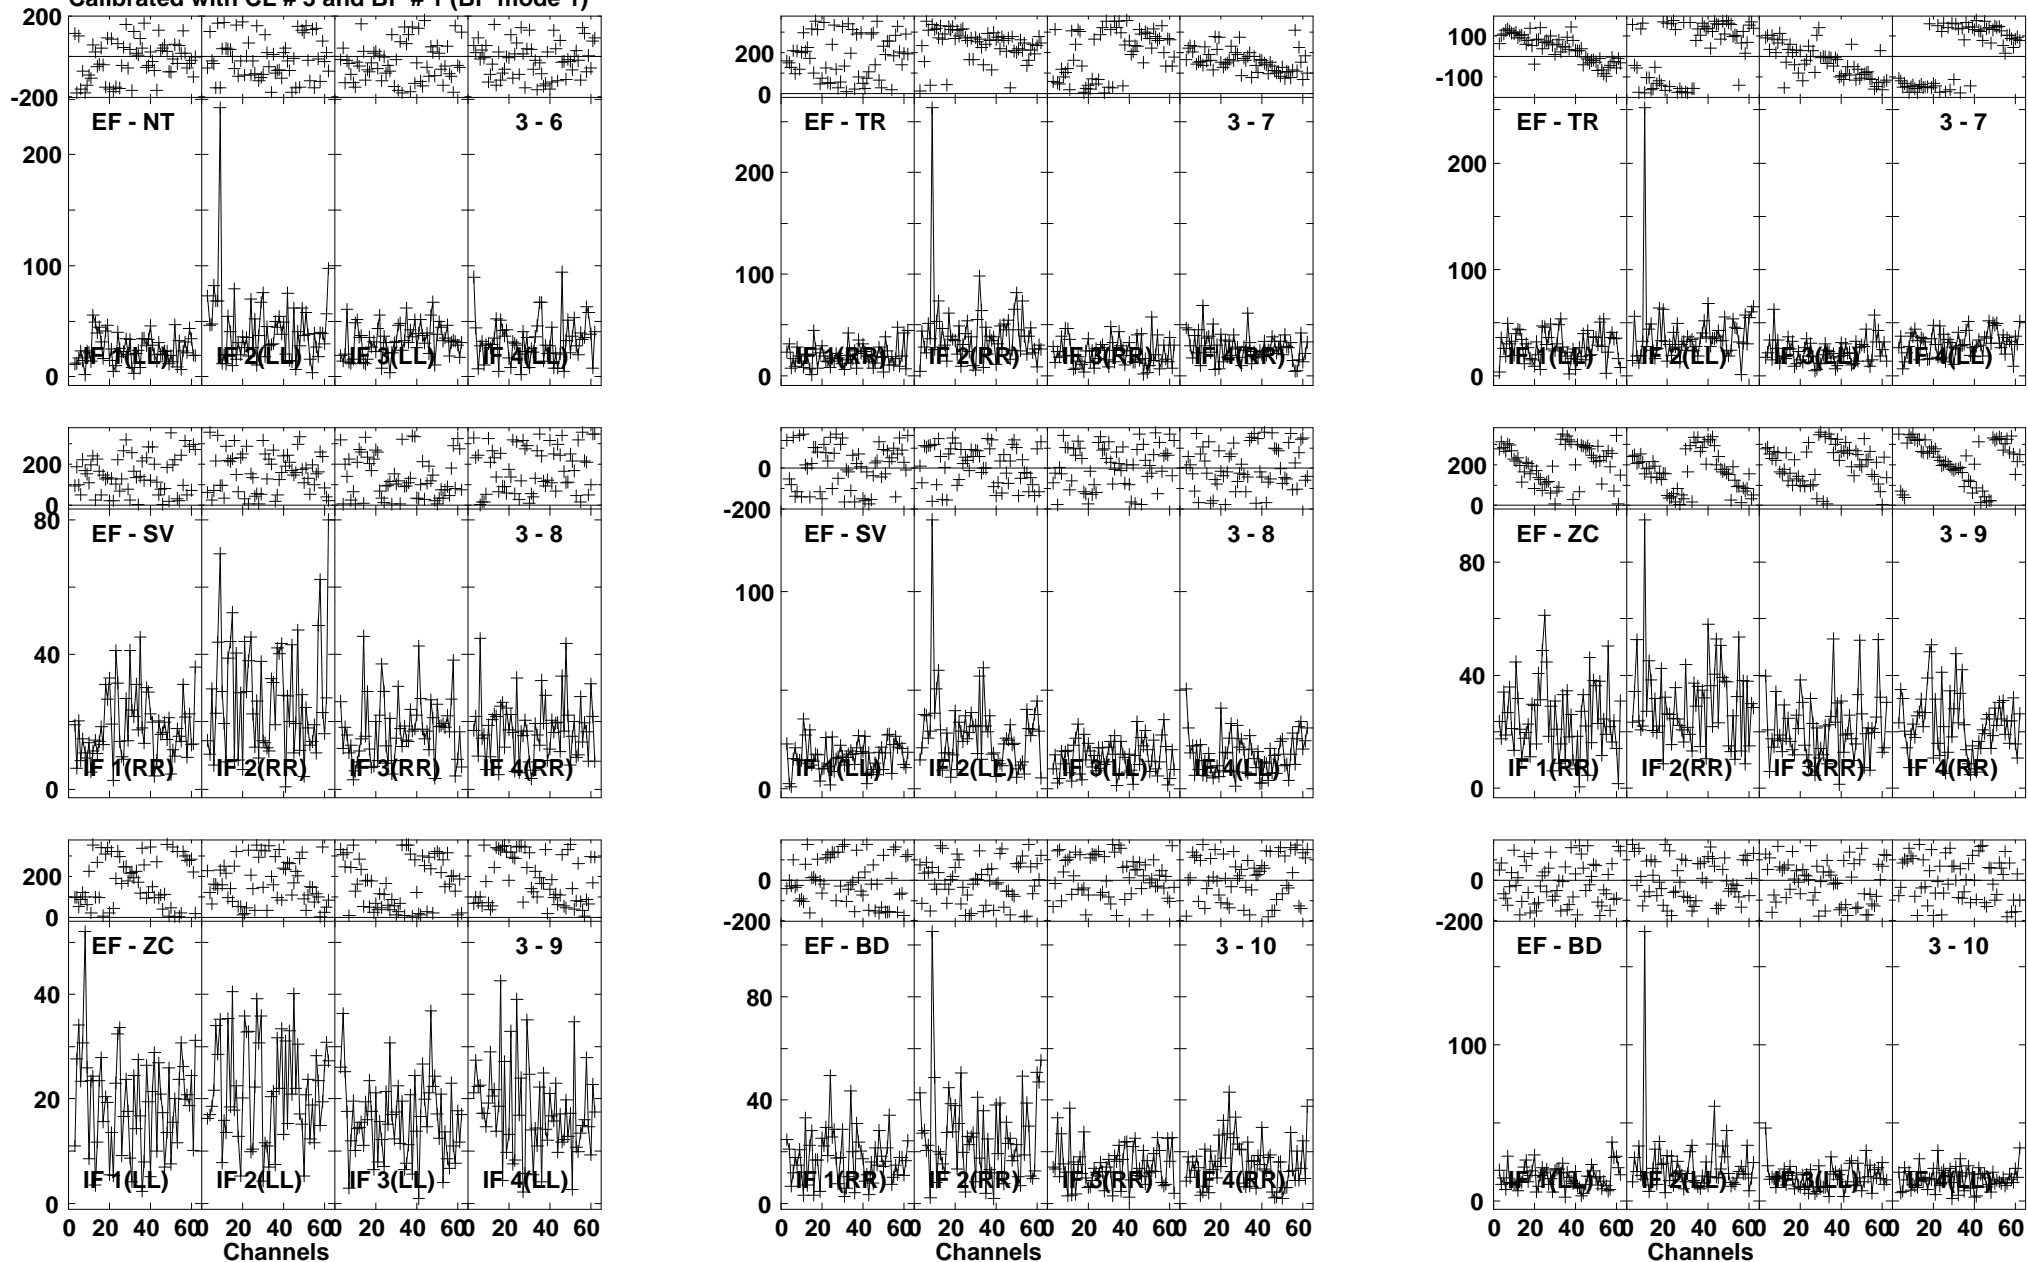 Calibrated with CL # 3 and BP # 1 (BP mode 1)
200
-200
200
0
100
-100
EF - NT 3 - 6
EF - TR 3 - 7
EF - TR 3 - 7
200
100
0
200
100
0
200
100
0
IF 1(LL) IF 2(LL) IF 3(LL) IF 4(LL)
IF 1(RR) IF 2(RR) IF 3(RR) IF 4(RR)
IF 1(LL) IF 2(LL) IF 3(LL) IF 4(LL)
200
0
0
-200
200
0
EF - SV 3 - 8
EF - SV 3 - 8
EF - ZC 3 - 9
80
40
0
100
0
80
40
0
IF 1(RR) IF 2(RR) IF 3(RR) IF 4(RR)
IF 1(LL) IF 2(LL) IF 3(LL) IF 4(LL)
IF 1(RR) IF 2(RR) IF 3(RR) IF 4(RR)
200
0
0
-200
0
-200
EF - ZC 3 - 9
EF - BD 3 - 10
EF - BD 3 - 10
40
20
0
80
40
0
100
0
IF 1(LL) IF 2(LL) IF 3(LL) IF 4(LL)
IF 1(RR) IF 2(RR) IF 3(RR) IF 4(RR)
IF 1(LL) IF 2(LL) IF 3(LL) IF 4(LL)
0 20 40 60 0 20 40 60 0 20 40 60 0 20 40 60
0 20 40 60 0 20 40 60 0 20 40 60 0 20 40 60
0 20 40 60 0 20 40 60 0 20 40 60 0 20 40 60
Channels
Channels
Channels